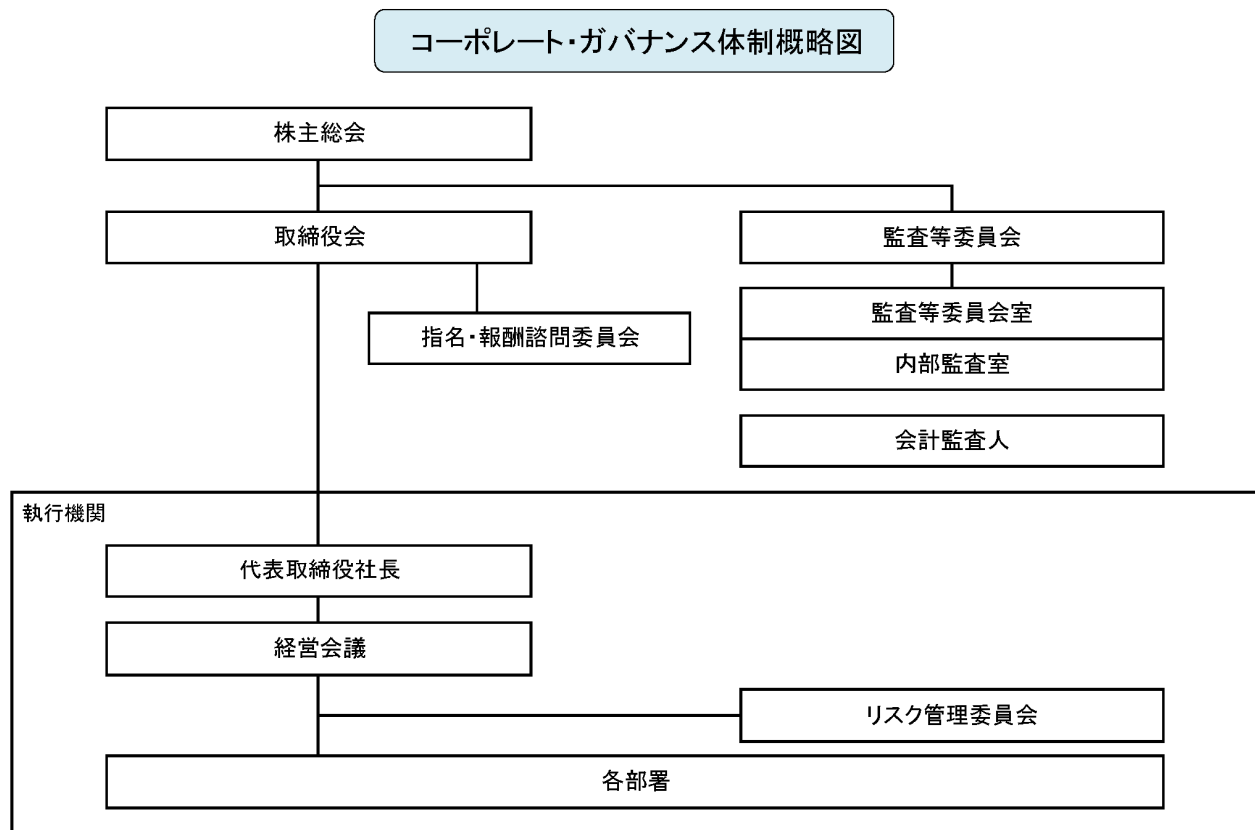 コーポレート・ガバナンス体制概略図
株主総会
取締役会
監査等委員会
監査等委員会室
指名・報酬諮問委員会
内部監査室
会計監査人
執行機関
代表取締役社長
経営会議
リスク管理委員会
各部署